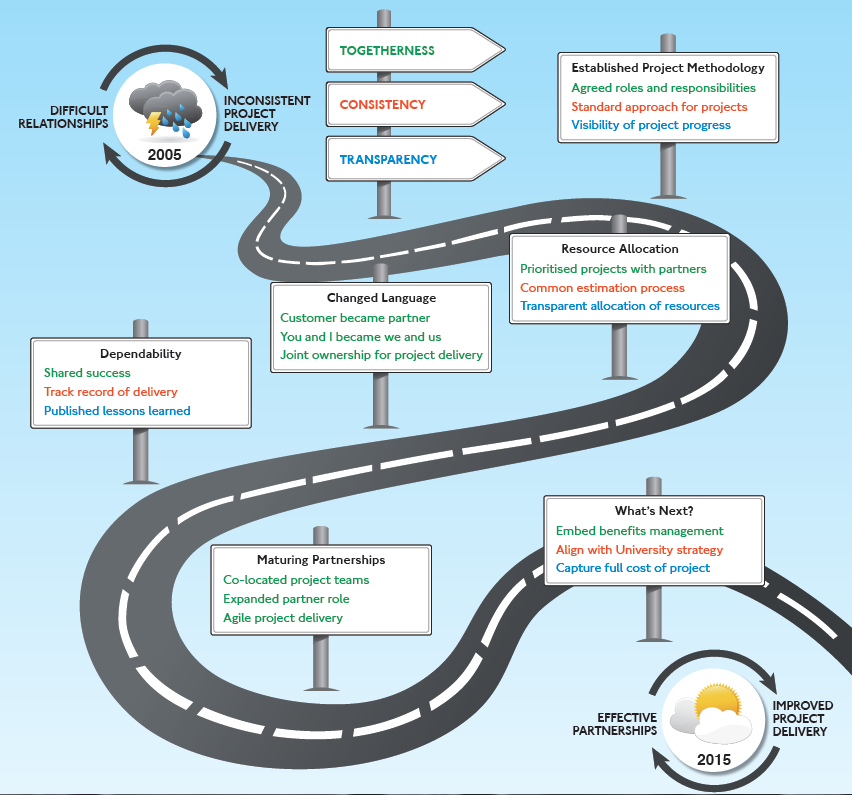 DIFFICULT
RELATIONSHIPS
INCONSISTENT
PROJECT
DELIVERY
2005
TOGETHERNESS
CONSISTENCY
TRANSPARENCY
Established Project Methodology
Agreed roles and responsibilities
Standard approach for projects
Visibility of project progress
Resource Allocation
Prioritised projects with partners
Common estimation process
Transparent allocation of resources
Changed Language
Customer became partner
You and I became we and us
Joint ownership for project delivery
Dependability
Shared success
Track record of delivery
Published lessons learned
Maturing Partnerships
Co-located project teams
Expanded partner role
Agile project delivery
What's Next?
Embed benefits management
Align with University strategy
Capture full cost of project
EFFECTIVE
PARTNERSHIPS
IMPROVED
PROJECT
DELIVERY
2015